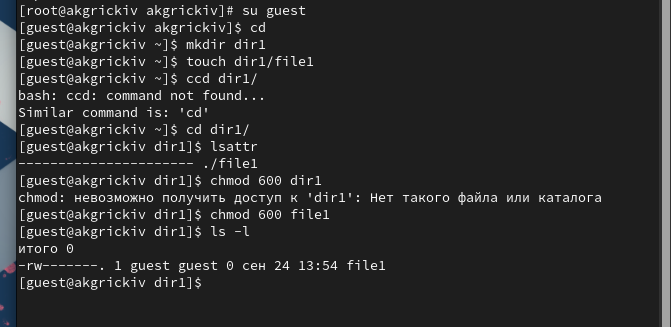 [root@akgrickiv akgrickiv]# su guest
[guest@akgrickiv akgrickiv]$ cd
[guest@akgrickiv ~]$ mkdir dir1
[guest@akgrickiv ~]$ touch dir1/file1
[guest@akgrickiv ~]$ ccd dir1/
bash: ccd: command not found...
Similar command is: 'cd'
[guest@akgrickiv ~]$ cd dir1/
[guest@akgrickiv dir1]$ lsattr
---------------------- ./file1
[guest@akgrickiv dir1]$ chmod 600 dir1
chmod: невозможно получить доступ к 'dir1': Нет такого файла или каталога
[guest@akgrickiv dir1]$ chmod 600 file1
[guest@akgrickiv dir1]$ ls -l
итого 0
-rw-------. 1 guest guest 0 сен 24 13:54 file1
[guest@akgrickiv dir1]$